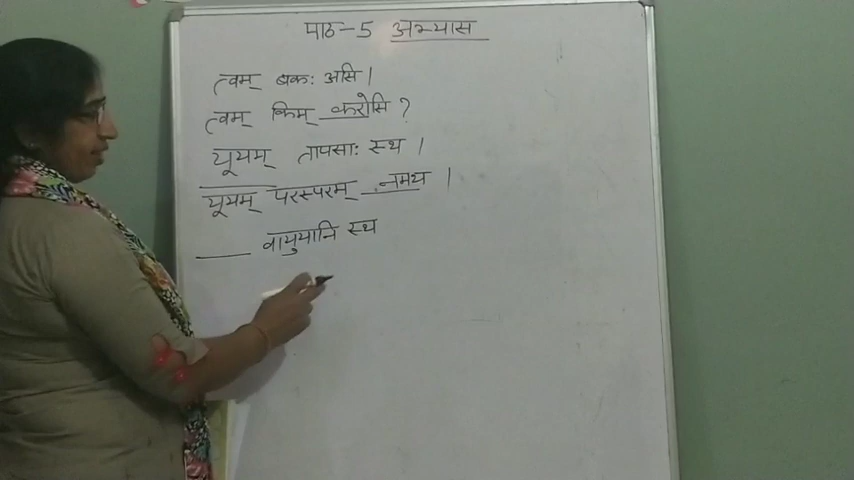 पाठ-5 अभ्यास
त्वम् बकः असि।
त्वम् किम् करोसि ?
यूयम् तापसाः स्थ।
यूयम् परस्परम् नमथ।
____ वायुयानि स्थ